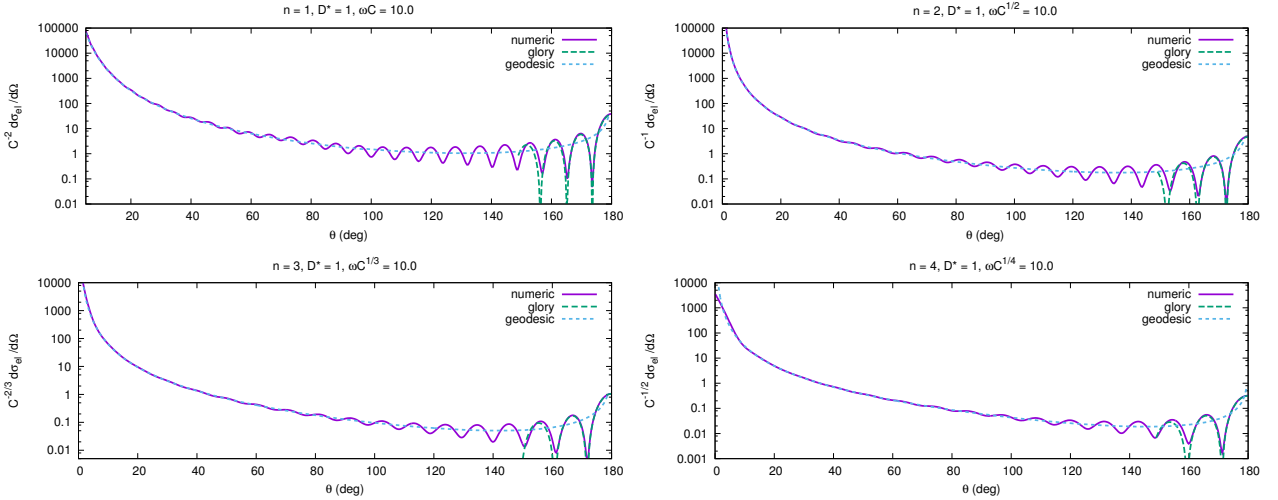 n = 1, D* = 1, ωC = 10.0
C⁻² dσel /dΩ
100000
10000
1000
100
10
1
0.1
0.01
numeric
glory
geodesic
20 40 60 80 100 120 140 160 180
θ (deg)
n = 2, D* = 1, ωC^1/2 = 10.0
C⁻¹ dσel /dΩ
100000
10000
1000
100
10
1
0.1
0.01
numeric
glory
geodesic
20 40 60 80 100 120 140 160 180
θ (deg)
n = 3, D* = 1, ωC^1/3 = 10.0
C^-2/3 dσel /dΩ
10000
1000
100
10
1
0.1
0.01
numeric
glory
geodesic
20 40 60 80 100 120 140 160 180
θ (deg)
n = 4, D* = 1, ωC^1/4 = 10.0
C^-1/2 dσel /dΩ
10000
1000
100
10
1
0.1
0.01
0.001
numeric
glory
geodesic
0 20 40 60 80 100 120 140 160 180
θ (deg)